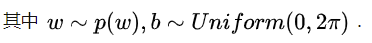 其中 w ∼ p(w), b ∼ Uniform(0, 2π) .